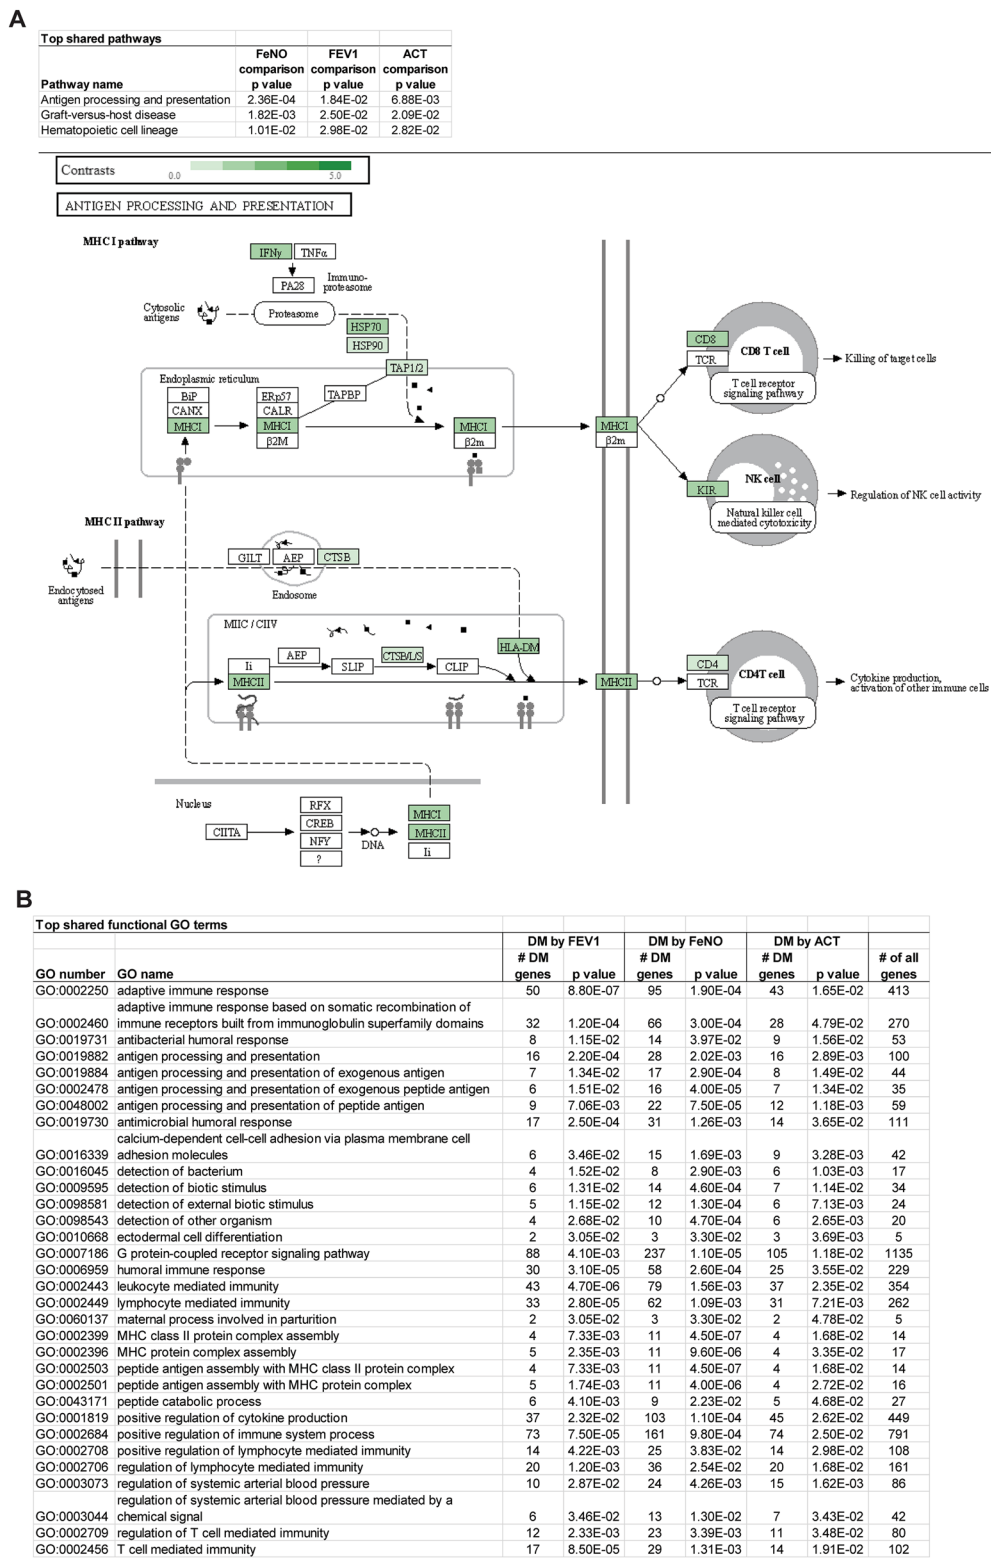 A
Top shared pathways
FeNO FEV1 ACT
comparison comparison comparison
Pathway name p value p value p value
Antigen processing and presentation 2.36E-04 1.84E-02 6.88E-03
Graft-versus-host disease 1.82E-03 2.50E-02 2.09E-02
Hematopoietic cell lineage 1.01E-02 2.98E-02 2.82E-02
Contrasts 0.0 5.0
ANTIGEN PROCESSING AND PRESENTATION
MHC I pathway
IFNγ TNFα
PA28 Immuno-
proteasome
Cytosolic
antigens
Proteasome
HSP70
HSP90
TAP1/2
Endoplasmic reticulum
BiP ERp57 TAPBP
CANX CALR
MHCI MHCI MHCI MHCI
β2M β2m β2m
CD8
TCR
CD8 T cell
T cell receptor
signaling pathway
Killing of target cells
KIR
NK cell
Natural killer cell
mediated cytotoxicity
Regulation of NK cell activity
MHC II pathway
Endocytosed
antigens
GILT AEP CTSB
Endosome
MIIC / CIIV
Ii AEP SLIP CTSB/L/S CLIP HLA-DM
MHCII MHCII
CD4
TCR
CD4T cell
T cell receptor
signaling pathway
Cytokine production,
activation of other immune cells
Nucleus
CIITA
RFX
CREB
NFY
?
DNA
MHCI
MHCII
Ii
B
Top shared functional GO terms
DM by FEV1 DM by FeNO DM by ACT
# DM # DM # DM # of all
GO number GO name genes p value genes p value genes p value genes
GO:0002250 adaptive immune response 50 8.80E-07 95 1.90E-04 43 1.65E-02 413
adaptive immune response based on somatic recombination of
GO:0002460 immune receptors built from immunoglobulin superfamily domains 32 1.20E-04 66 3.00E-04 28 4.79E-02 270
GO:0019731 antibacterial humoral response 8 1.15E-02 14 3.97E-02 9 1.56E-02 53
GO:0019882 antigen processing and presentation 16 2.20E-04 28 2.02E-03 16 2.89E-03 100
GO:0019884 antigen processing and presentation of exogenous antigen 7 1.34E-02 17 2.90E-04 8 1.49E-02 44
GO:0002478 antigen processing and presentation of exogenous peptide antigen 6 1.51E-02 16 4.00E-05 7 1.34E-02 35
GO:0048002 antigen processing and presentation of peptide antigen 9 7.06E-03 22 7.50E-05 12 1.18E-03 59
GO:0019730 antimicrobial humoral response 17 2.50E-04 31 1.26E-03 14 3.65E-02 111
calcium-dependent cell-cell adhesion via plasma membrane cell
GO:0016339 adhesion molecules 6 3.46E-02 15 1.69E-03 9 3.28E-03 42
GO:0016045 detection of bacterium 4 1.52E-02 8 2.90E-03 6 1.03E-03 17
GO:0009595 detection of biotic stimulus 6 1.31E-02 14 4.60E-04 7 1.14E-02 34
GO:0098581 detection of external biotic stimulus 5 1.15E-02 12 1.30E-04 6 7.13E-03 24
GO:0098543 detection of other organism 4 2.68E-02 10 4.70E-04 6 2.65E-03 20
GO:0010668 ectodermal cell differentiation 2 3.05E-02 3 3.30E-02 3 3.69E-03 5
GO:0007186 G protein-coupled receptor signaling pathway 88 4.10E-03 237 1.10E-05 105 1.18E-02 1135
GO:0006959 humoral immune response 30 3.10E-05 58 2.60E-04 25 3.55E-02 229
GO:0002443 leukocyte mediated immunity 43 4.70E-06 79 1.56E-03 37 2.35E-02 354
GO:0002449 lymphocyte mediated immunity 33 2.80E-05 62 1.09E-03 31 7.21E-03 262
GO:0060137 maternal process involved in parturition 2 3.05E-02 3 3.30E-02 2 4.78E-02 5
GO:0002399 MHC class II protein complex assembly 4 7.33E-03 11 4.50E-07 4 1.68E-02 14
GO:0002396 MHC protein complex assembly 5 2.35E-03 11 9.60E-06 4 3.35E-02 17
GO:0002503 peptide antigen assembly with MHC class II protein complex 4 7.33E-03 11 4.50E-07 4 1.68E-02 14
GO:0002501 peptide antigen assembly with MHC protein complex 5 1.74E-03 11 4.00E-06 4 2.72E-02 16
GO:0043171 peptide catabolic process 6 4.10E-03 9 2.23E-02 5 4.68E-02 27
GO:0001819 positive regulation of cytokine production 37 2.32E-02 103 1.10E-04 45 2.62E-02 449
GO:0002684 positive regulation of immune system process 73 7.50E-05 161 9.80E-04 74 2.50E-02 791
GO:0002708 positive regulation of lymphocyte mediated immunity 14 4.22E-03 25 3.83E-02 14 2.98E-02 108
GO:0002706 regulation of lymphocyte mediated immunity 20 1.20E-03 36 2.54E-02 20 1.68E-02 161
GO:0003073 regulation of systemic arterial blood pressure 10 2.87E-02 24 4.26E-03 15 1.62E-03 86
regulation of systemic arterial blood pressure mediated by a
GO:0003044 chemical signal 6 3.46E-02 13 1.30E-02 7 3.43E-02 42
GO:0002709 regulation of T cell mediated immunity 12 2.33E-03 23 3.39E-03 11 3.48E-02 80
GO:0002456 T cell mediated immunity 17 8.50E-05 29 1.31E-03 14 1.91E-02 102